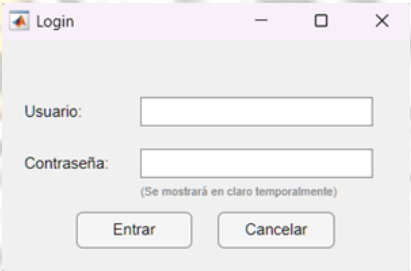 Login
Usuario:
Contraseña:
(Se mostrará en claro temporalmente)
Entrar
Cancelar